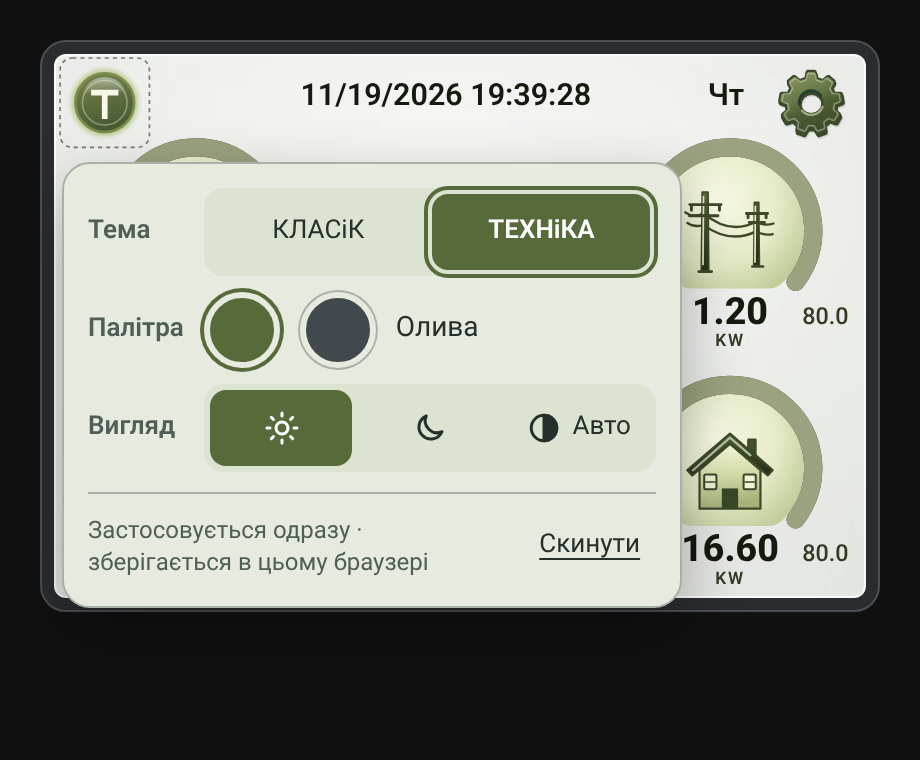 T
11/19/2026 19:39:28
Чт
Тема
КЛАСіК
ТЕХНіКА
Палітра
Олива
Вигляд
Авто
Застосовується одразу ·
зберігається в цьому браузері
Скинути
1.20
80.0
KW
16.60
80.0
KW